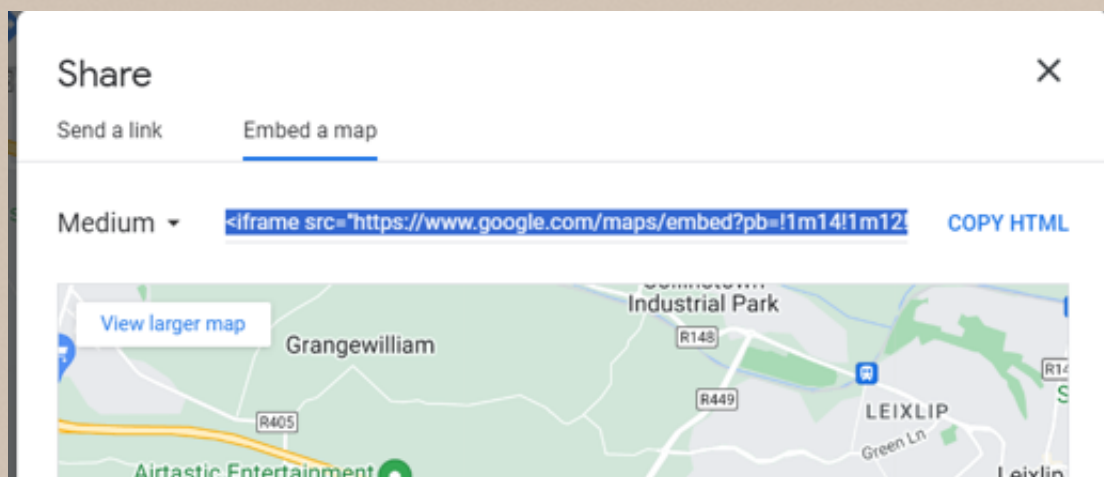 Share
Send a link Embed a map
Medium <iframe src="https://www.google.com/maps/embed?pb=!1m14!1m12! COPY HTML
View larger map
Industrial Park
Grangewilliam
R148
R449
R405
LEIXLIP
Green Ln
Airtastic Entertainment
Leixlip